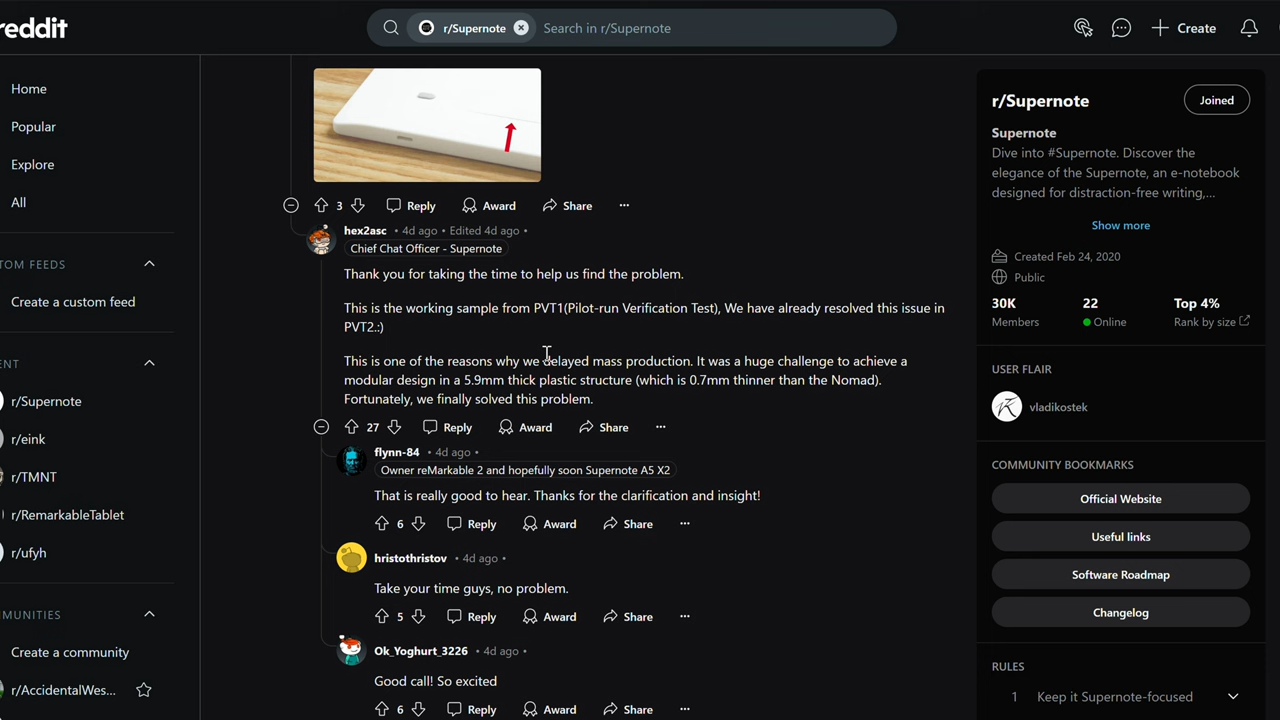 reddit
r/Supernote
Search in r/Supernote
Create
Home
Popular
Explore
All
TOM FEEDS
Create a custom feed
ENT
r/Supernote
r/eink
r/TMNT
r/RemarkableTablet
r/ufyh
MUNITIES
Create a community
r/AccidentalWes...
3
Reply
Award
Share
hex2asc • 4d ago • Edited 4d ago •
Chief Chat Officer - Supernote
Thank you for taking the time to help us find the problem.
This is the working sample from PVT1(Pilot-run Verification Test), We have already resolved this issue in
PVT2.:)
This is one of the reasons why we delayed mass production. It was a huge challenge to achieve a
modular design in a 5.9mm thick plastic structure (which is 0.7mm thinner than the Nomad).
Fortunately, we finally solved this problem.
27
Reply
Award
Share
flynn-84 • 4d ago •
Owner reMarkable 2 and hopefully soon Supernote A5 X2
That is really good to hear. Thanks for the clarification and insight!
6
Reply
Award
Share
hristothristov • 4d ago •
Take your time guys, no problem.
5
Reply
Award
Share
Ok_Yoghurt_3226 • 4d ago •
Good call! So excited
6
Reply
Award
Share
r/Supernote
Joined
Supernote
Dive into #Supernote. Discover the
elegance of the Supernote, an e-notebook
designed for distraction-free writing,...
Show more
Created Feb 24, 2020
Public
30K
Members
22
Online
Top 4%
Rank by size
USER FLAIR
vladikostek
COMMUNITY BOOKMARKS
Official Website
Useful links
Software Roadmap
Changelog
RULES
1
Keep it Supernote-focused